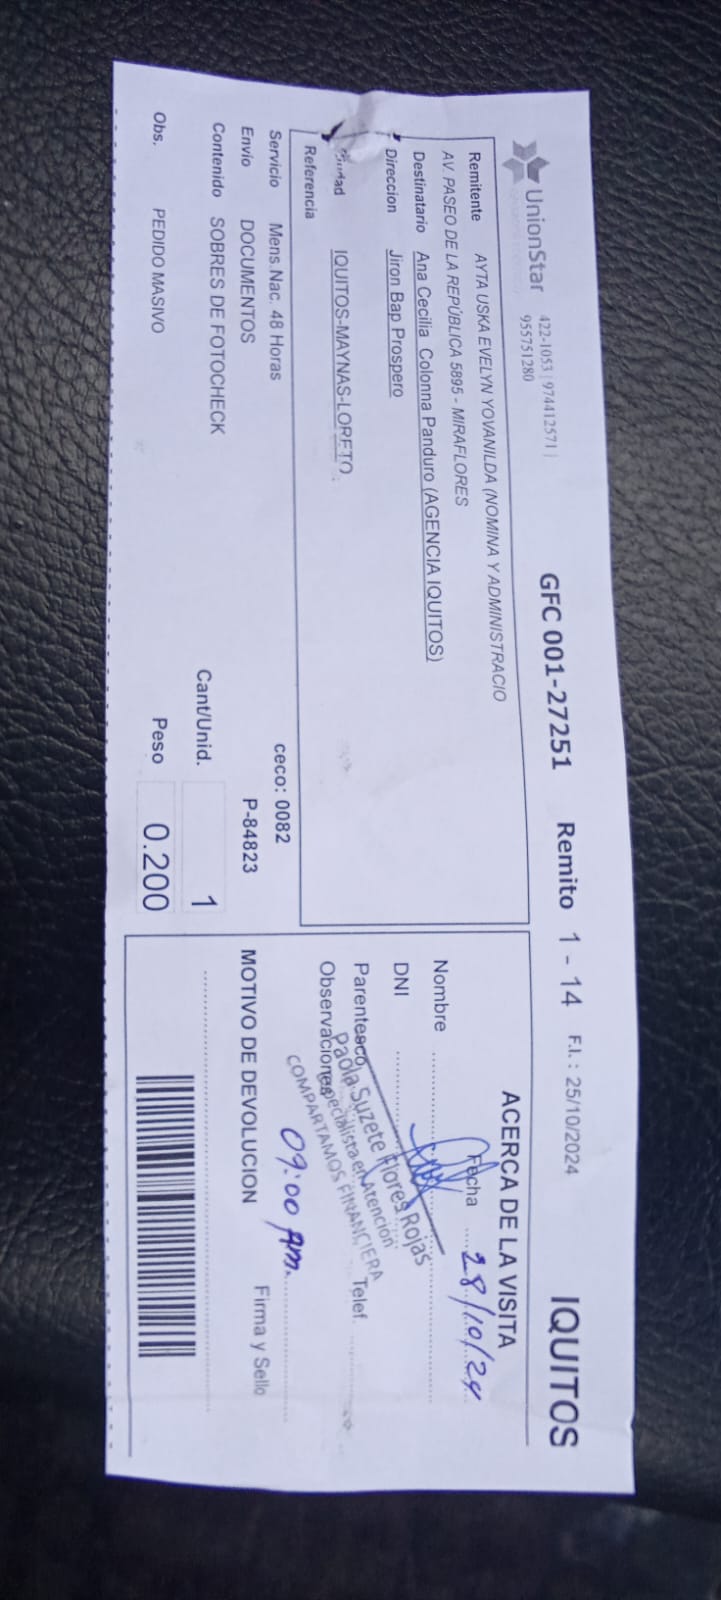 UnionStar
422-1053 | 974412571 |
955751280
GFC 001-27251 Remito 1 - 14 F.I. : 25/10/2024 IQUITOS
Remitente AYTA USKA EVELYN YOVANILDA (NOMINA Y ADMINISTRACIO
AV. PASEO DE LA REPÚBLICA 5895 - MIRAFLORES
Destinatario Ana Cecilia Colonna Panduro (AGENCIA IQUITOS)
Direccion Jiron Bap Prospero
IQUITOS-MAYNAS-LORETO
Referencia
Servicio Mens.Nac. 48 Horas ceco: 0082
Envio DOCUMENTOS P-84823
Contenido SOBRES DE FOTOCHECK Cant/Unid. 1
Obs. PEDIDO MASIVO Peso 0.200
ACERCA DE LA VISITA
Fecha 28/10/24
Nombre
DNI
Parentesco Telef
Observaciones
Paola Suzete Flores Rojas
Especialista en Atención
COMPARTAMOS FINANCIERA
09:00 am.
MOTIVO DE DEVOLUCION Firma y Sello